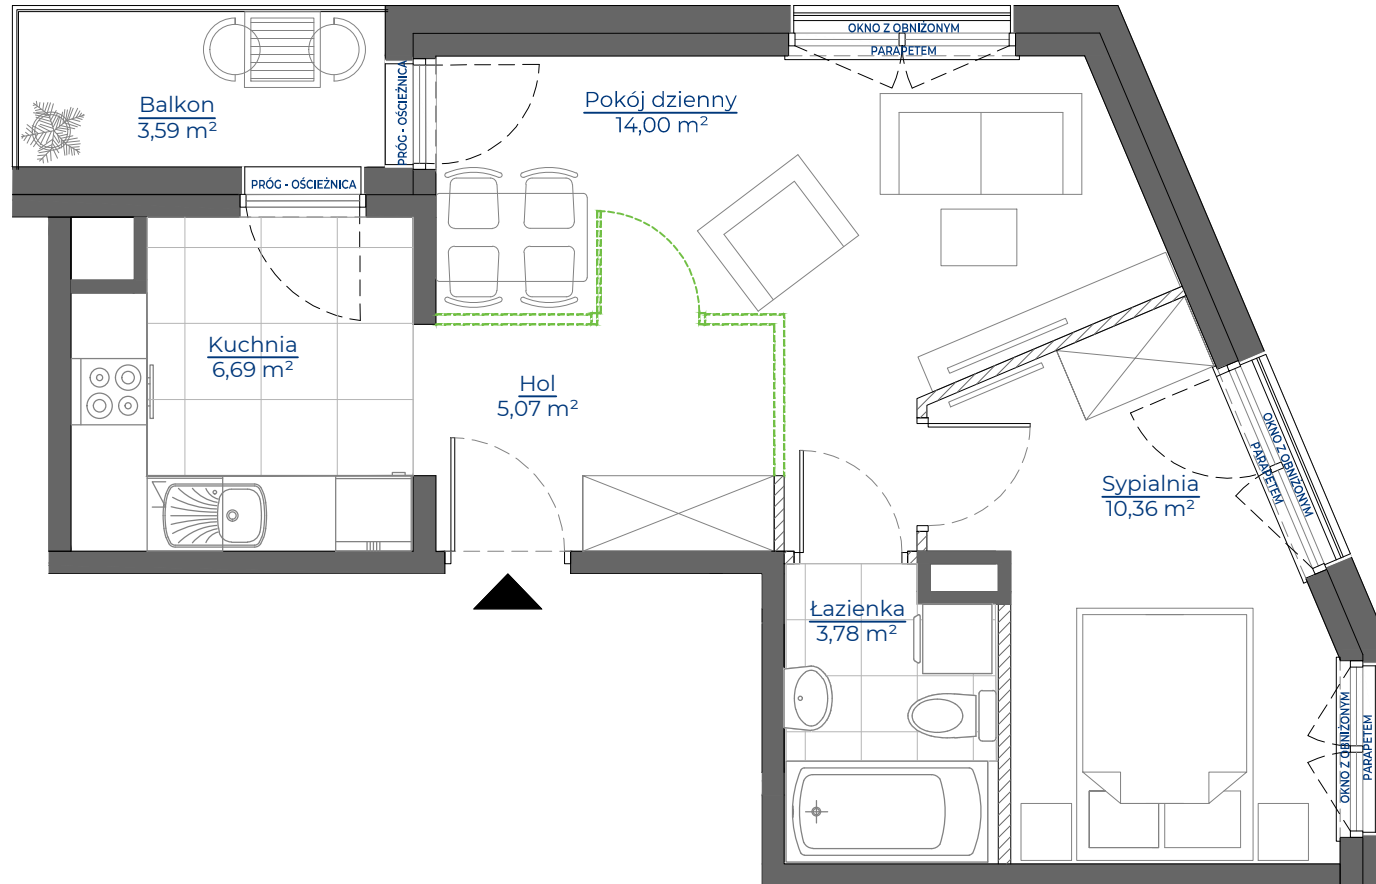 OKNO Z OBNIŻONYM
PARAPETEM
Balkon
3,59 m²
PRÓG - OŚCIEŻNICA
Pokój dzienny
14,00 m²
PRÓG - OŚCIEŻNICA
Kuchnia
6,69 m²
Hol
5,07 m²
OKNO Z OBNIŻONYM
PARAPETEM
Sypialnia
10,36 m²
Łazienka
3,78 m²
OKNO Z OBNIŻONYM
PARAPETEM